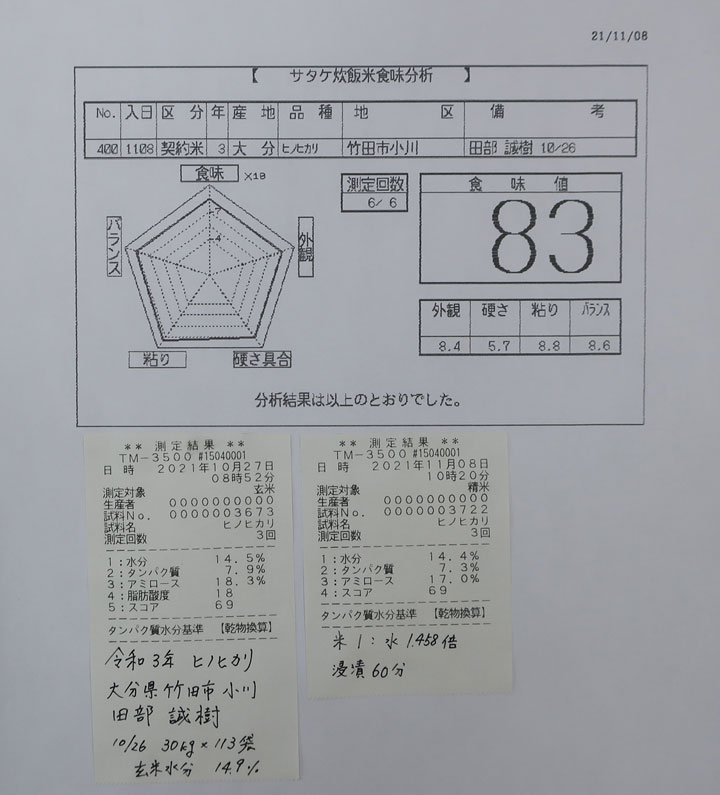 21/11/08
【 サタケ炊飯米食味分析 】
No. 入日 区 分 年 産 地 品 種 地 区 備 考
400 1108 契約米 3 大 分 ヒノヒカリ 竹田市小川 田部 誠樹 10/26
食味 ×10
7
4
バランス
外観
粘り
硬さ具合
測定回数
6/ 6
食 味 値
83
外観 硬さ 粘り バランス
8.4 5.7 8.8 8.6
分析結果は以上のとおりでした。
** 測定結果 **
TM-3500 #15040001
日 時 2021年10月27日
08時52分
測定対象 玄米
生産者 0000000000
試料No. 0000003673
試料名 ヒノヒカリ
測定回数 3回
1:水分 14.5%
2:タンパク質 7.9%
3:アミロース 18.3%
4:脂肪酸度 18
5:スコア 69
タンパク質水分基準 【乾物換算】
令和3年 ヒノヒカリ
大分県竹田市小川
田部 誠樹
10/26 30kg×113袋
玄米水分 14.9%
** 測定結果 **
TM-3500 #15040001
日 時 2021年11月08日
10時20分
測定対象 精米
生産者 0000000000
試料No. 0000003722
試料名 ヒノヒカリ
測定回数 3回
1:水分 14.4%
2:タンパク質 7.3%
3:アミロース 17.0%
4:スコア 69
タンパク質水分基準 【乾物換算】
米1:水1.458倍
浸漬60分